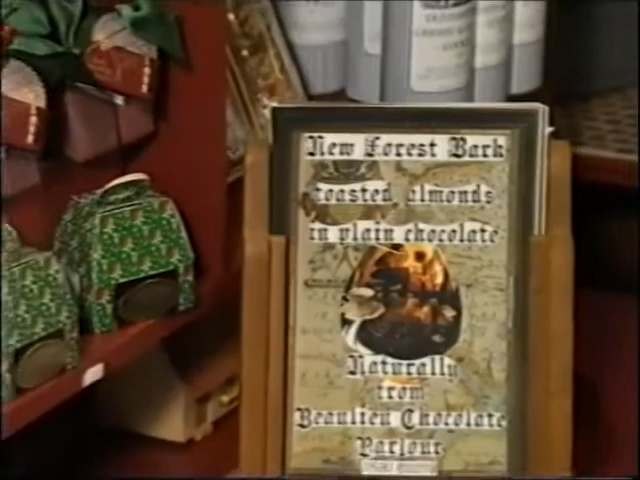 New Forest Bark
toasted almonds
in plain chocolate
Naturally
from
Beaulieu Chocolate
Parlour